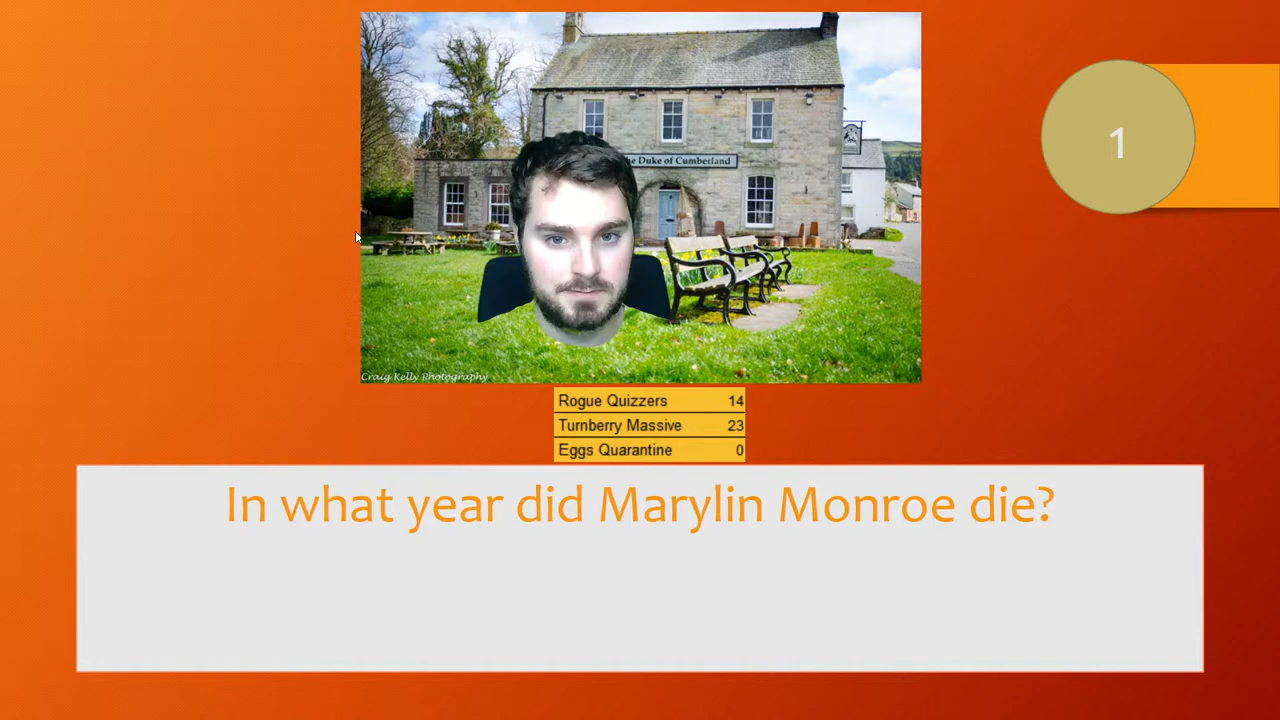 The Duke of Cumberland
1
Craig Kelly Photography
Rogue Quizzers 14
Turnberry Massive 23
Eggs Quarantine 0
In what year did Marylin Monroe die?